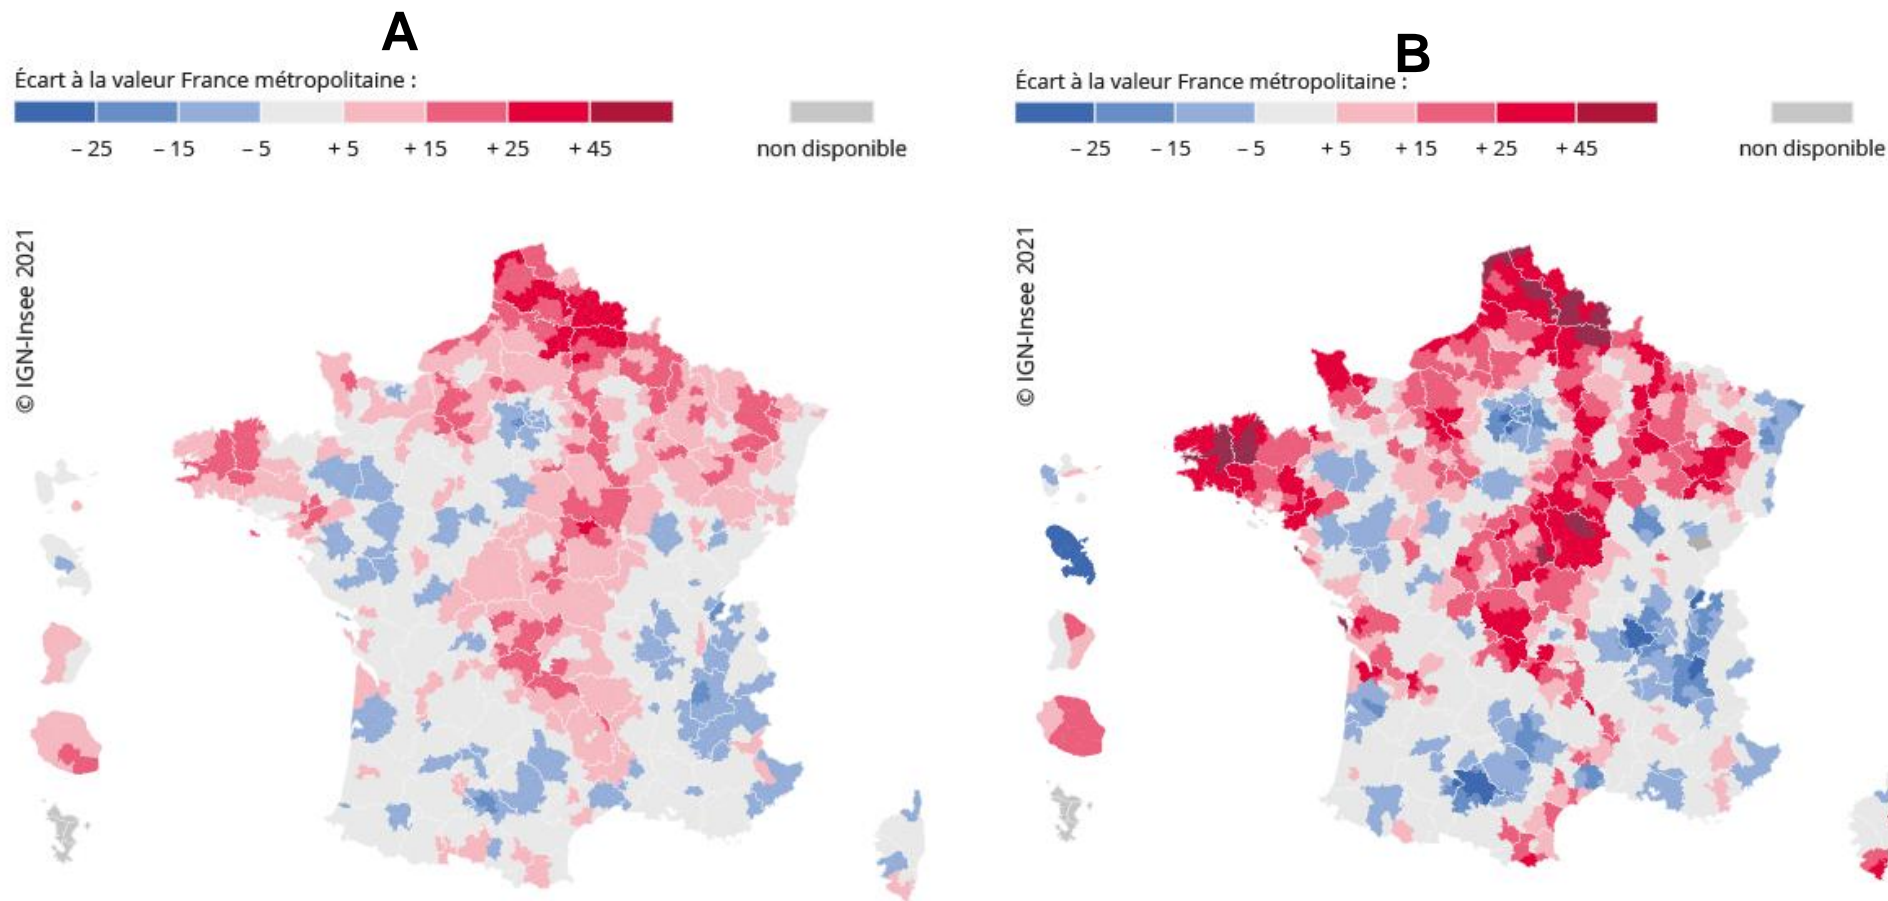 A
Écart à la valeur France métropolitaine :
– 25 – 15 – 5 + 5 + 15 + 25 + 45
non disponible
© IGN-Insee 2021
B
Écart à la valeur France métropolitaine :
– 25 – 15 – 5 + 5 + 15 + 25 + 45
non disponible
© IGN-Insee 2021